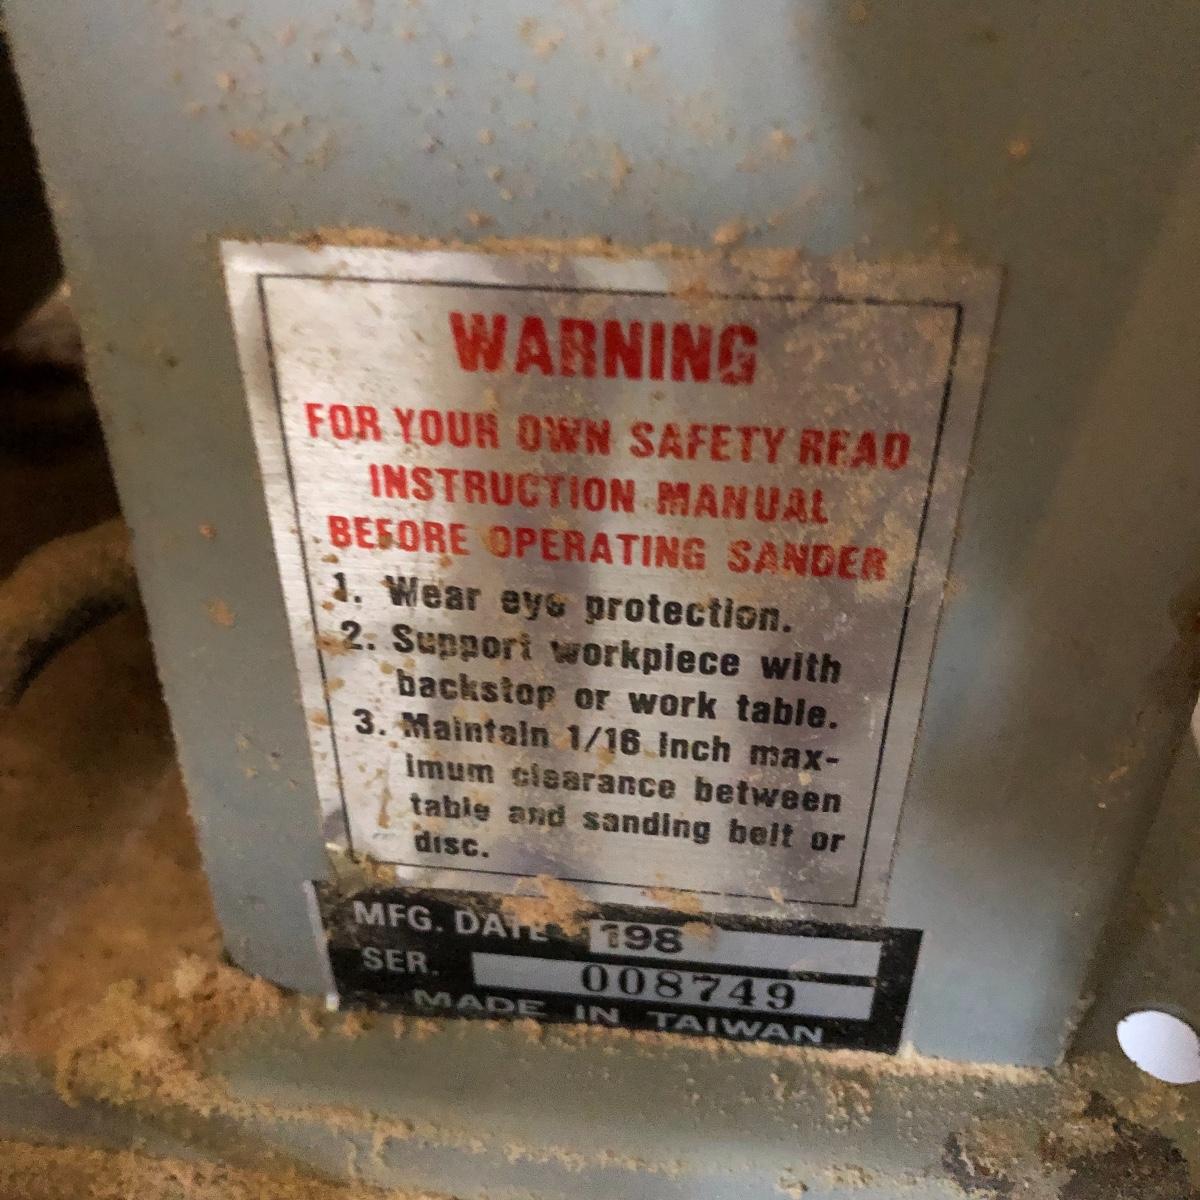 WARNING
FOR YOUR OWN SAFETY READ
INSTRUCTION MANUAL
BEFORE OPERATING SANDER
1. Wear eye protection.
2. Support workpiece with
backstop or work table.
3. Maintain 1/16 inch max-
imum clearance between
table and sanding belt or
disc.
MFG. DATE 198
SER. 008749
MADE IN TAIWAN